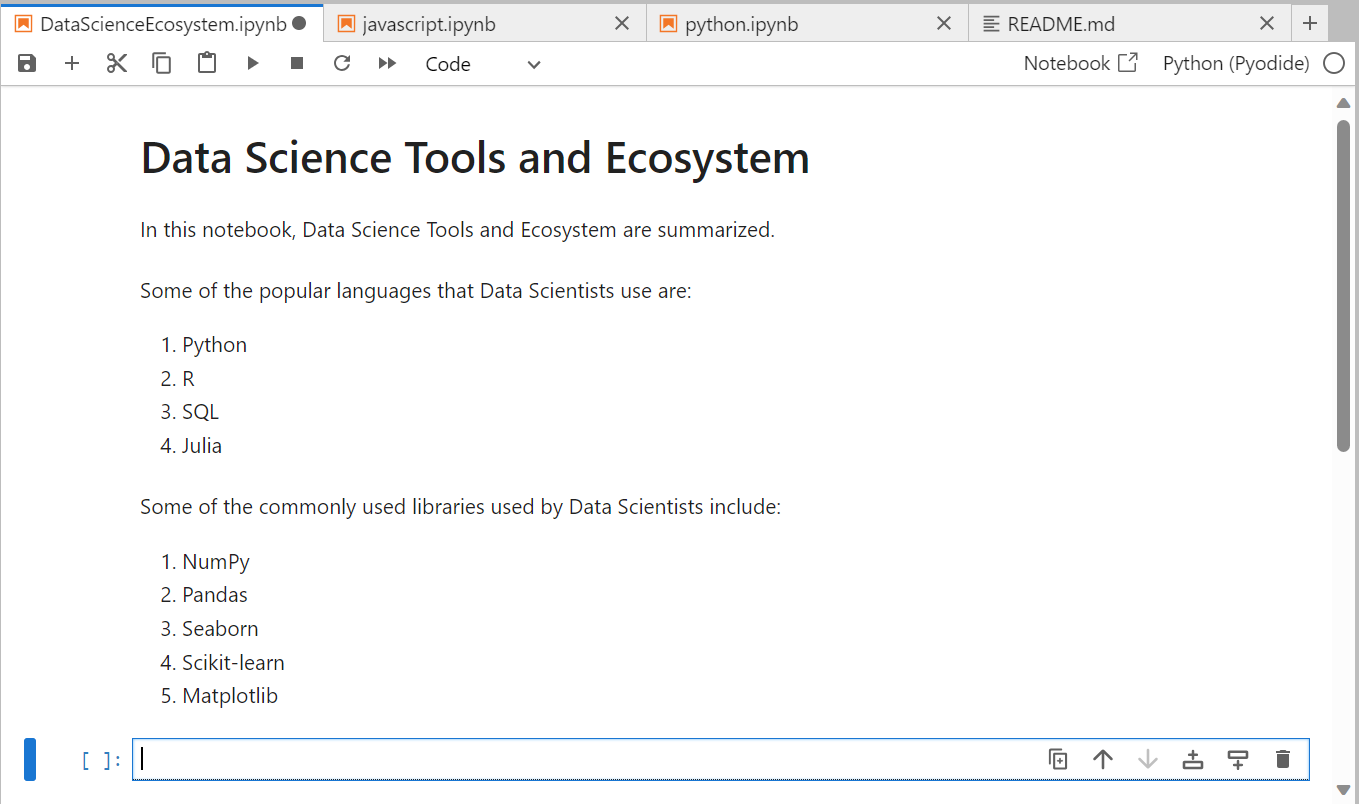 DataScienceEcosystem.ipynb javascript.ipynb python.ipynb README.md
Code Notebook Python (Pyodide)
Data Science Tools and Ecosystem
In this notebook, Data Science Tools and Ecosystem are summarized.
Some of the popular languages that Data Scientists use are:
1. Python
2. R
3. SQL
4. Julia
Some of the commonly used libraries used by Data Scientists include:
1. NumPy
2. Pandas
3. Seaborn
4. Scikit-learn
5. Matplotlib
[ ]: